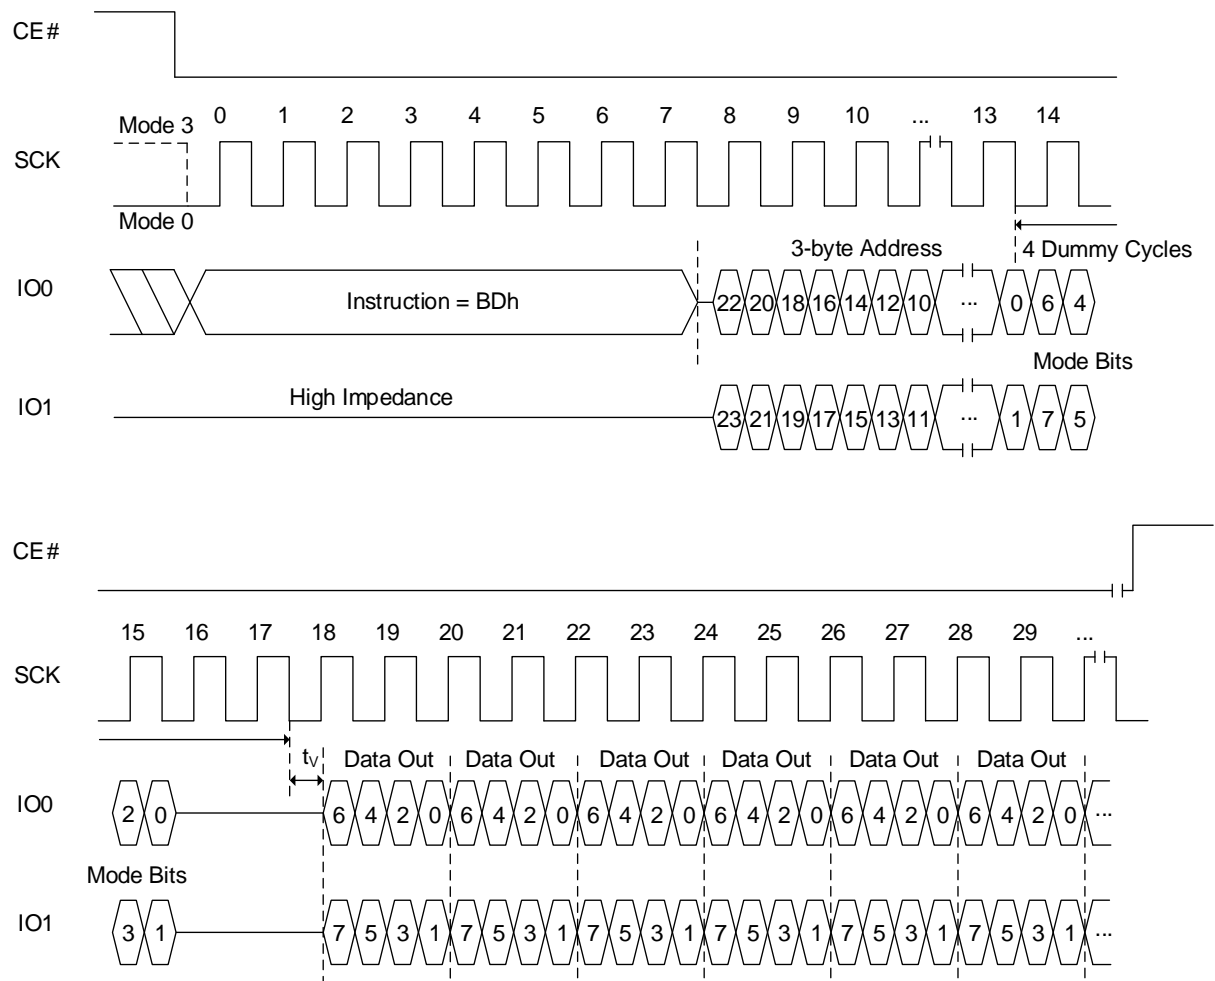 CE#
0 1 2 3 4 5 6 7 8 9 10 ... 13 14
Mode 3
SCK
Mode 0
3-byte Address
4 Dummy Cycles
IO0
Instruction = BDh
22 20 18 16 14 12 10 ... 0 6 4
Mode Bits
High Impedance
IO1
23 21 19 17 15 13 11 ... 1 7 5
CE#
15 16 17 18 19 20 21 22 23 24 25 26 27 28 29 ...
SCK
tV Data Out Data Out Data Out Data Out Data Out Data Out
IO0
2 0 6 4 2 0 6 4 2 0 6 4 2 0 6 4 2 0 6 4 2 0 6 4 2 0 ...
Mode Bits
IO1
3 1 7 5 3 1 7 5 3 1 7 5 3 1 7 5 3 1 7 5 3 1 7 5 3 1 ...